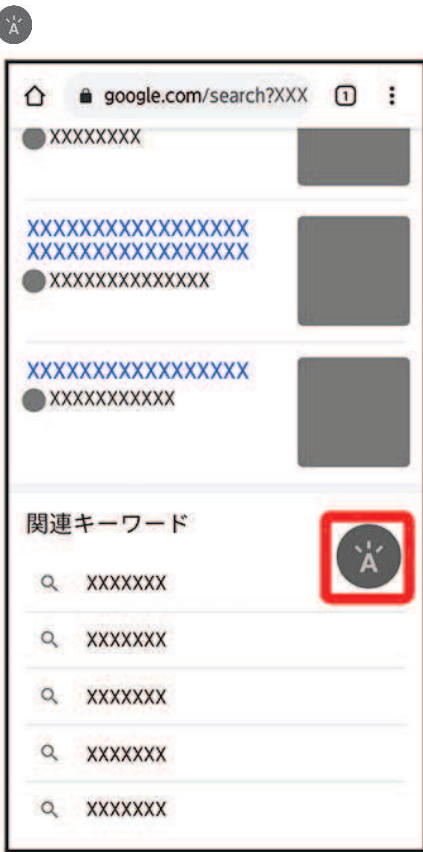 A
google.com/search?XXX 1
XXXXXXXX
XXXXXXXXXXXXXXXXX
XXXXXXXXXXXXXXXXX
XXXXXXXXXXXXXX
XXXXXXXXXXXXXXXXX
XXXXXXXXXXX
関連キーワード
A
XXXXXXX
XXXXXXX
XXXXXXX
XXXXXXX
XXXXXXX